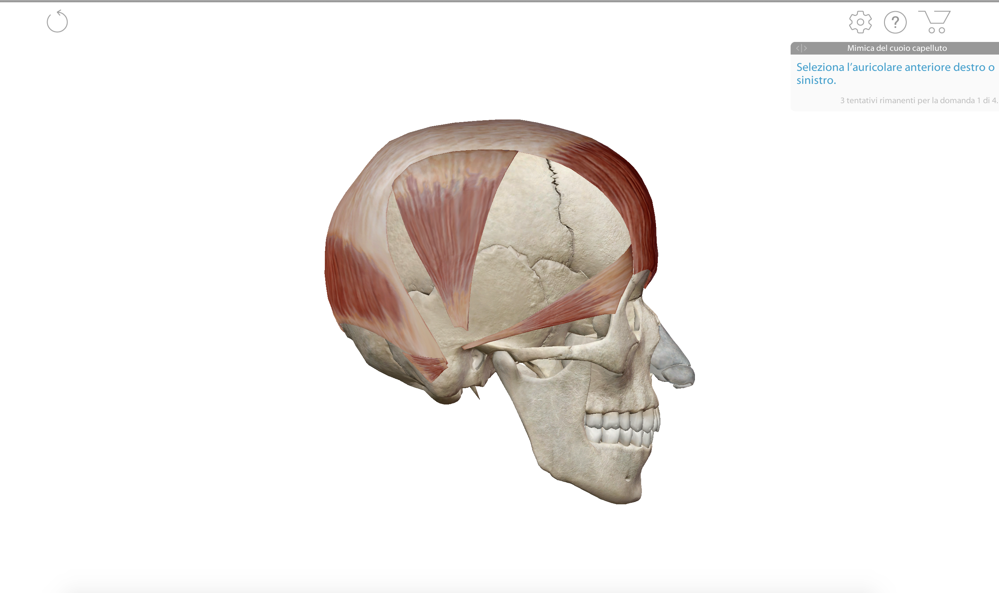 ?
Mimica del cuoio capelluto
Seleziona l’auricolare anteriore destro o
sinistro.
3 tentativi rimanenti per la domanda 1 di 4.